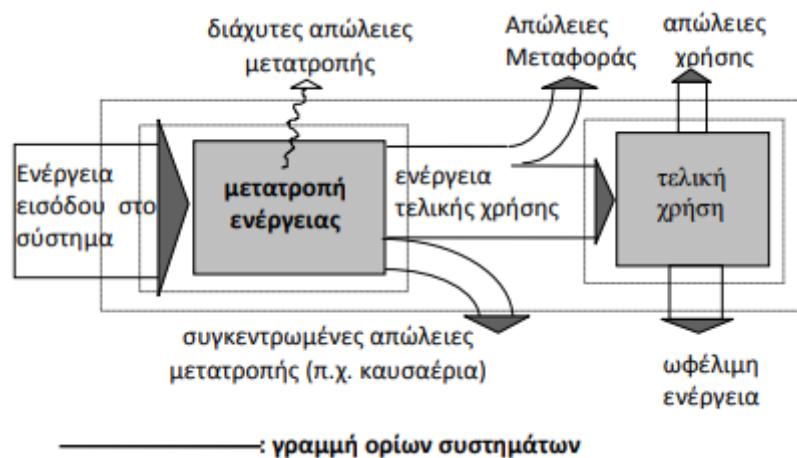 διάχυτες απώλειες
μετατροπής
Απώλειες
Μεταφοράς
απώλειες
χρήσης
Ενέργεια
εισόδου στο
σύστημα
μετατροπή
ενέργειας
ενέργεια
τελικής χρήσης
τελική
χρήση
συγκεντρωμένες απώλειες
μετατροπής (π.χ. καυσαέρια)
ωφέλιμη
ενέργεια
: γραμμή ορίων συστημάτων